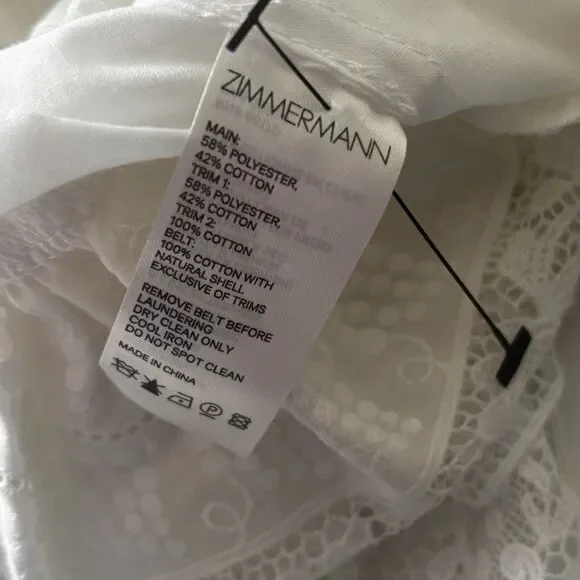 ZIMMERMANN
MAIN:
58% POLYESTER,
42% COTTON
TRIM 1:
58% POLYESTER,
42% COTTON
TRIM 2:
100% COTTON
BELT:
100% COTTON WITH
NATURAL SHELL
EXCLUSIVE OF TRIMS
REMOVE BELT BEFORE
LAUNDERING
DRY CLEAN ONLY
COOL IRON
DO NOT SPOT CLEAN
MADE IN CHINA
P